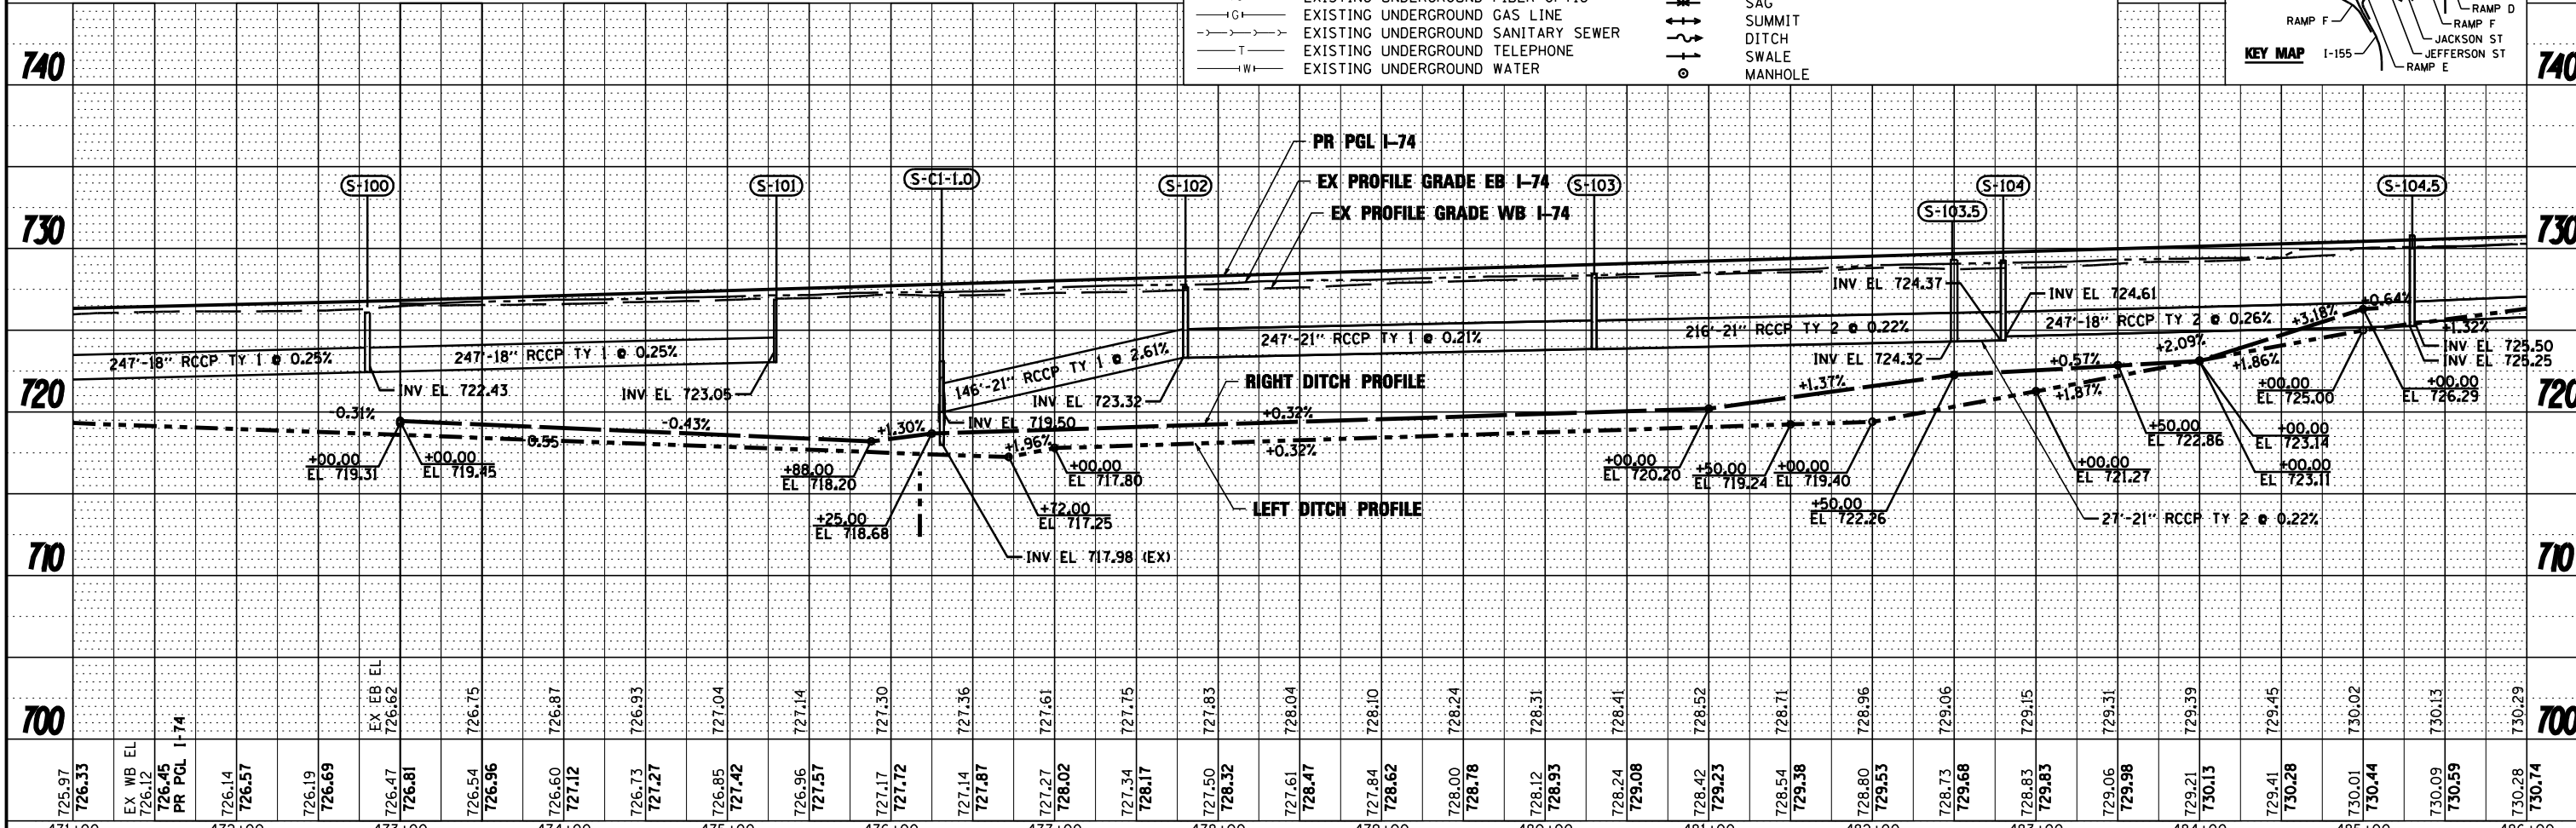 EXISTING UNDERGROUND GAS LINE
EXISTING UNDERGROUND SANITARY SEWER
EXISTING UNDERGROUND TELEPHONE
EXISTING UNDERGROUND WATER
G
T
W
SAG
SUMMIT
DITCH
SWALE
MANHOLE
RAMP F
RAMP D
RAMP F
JACKSON ST
JEFFERSON ST
RAMP E
KEY MAP
I-155
740
740
730
730
720
720
710
710
700
700
PR PGL I-74
EX PROFILE GRADE EB I-74
EX PROFILE GRADE WB I-74
S-100
S-101
S-C1-1.0
S-102
S-103
S-103.5
S-104
S-104.5
247'-18" RCCP TY 1 @ 0.25%
247'-18" RCCP TY 1 @ 0.25%
146'-21" RCCP TY 1 @ 2.61%
247'-21" RCCP TY 1 @ 0.21%
216'-21" RCCP TY 2 @ 0.22%
247'-18" RCCP TY 2 @ 0.26%
27'-21" RCCP TY 2 @ 0.22%
INV EL 722.43
INV EL 723.05
INV EL 719.50
INV EL 723.32
INV EL 724.37
INV EL 724.61
INV EL 724.32
INV EL 725.50
INV EL 725.25
INV EL 717.98 (EX)
RIGHT DITCH PROFILE
LEFT DITCH PROFILE
-0.31%
-0.43%
-0.55
+1.30%
+1.96%
+0.32%
+0.32%
+1.37%
+1.87%
+0.57%
+2.09%
+1.86%
+3.18%
+0.64%
+1.32%
+00.00
EL 719.31
+00.00
EL 719.45
+88.00
EL 718.20
+25.00
EL 718.68
+00.00
EL 717.80
+72.00
EL 717.25
+00.00
EL 720.20
+50.00
EL 719.24
+00.00
EL 719.40
+50.00
EL 722.26
+00.00
EL 721.27
+50.00
EL 722.86
+00.00
EL 723.14
+00.00
EL 723.11
+00.00
EL 725.00
+00.00
EL 726.29
EX EB EL
726.62
726.75
726.87
726.93
727.04
727.14
727.30
727.36
727.61
727.75
727.83
728.04
728.10
728.24
728.31
728.41
728.52
728.71
728.96
729.06
729.15
729.31
729.39
729.45
730.02
730.13
730.29
EX WB EL
PR PGL I-74
725.97
726.33
726.12
726.45
726.14
726.57
726.19
726.69
726.47
726.81
726.54
726.96
726.60
727.12
726.73
727.27
726.85
727.42
726.96
727.57
727.17
727.72
727.14
727.87
727.27
728.02
727.34
728.17
727.50
728.32
727.61
728.47
727.84
728.62
728.00
728.78
728.12
728.93
728.24
729.08
728.42
729.23
728.54
729.38
728.80
729.53
728.73
729.68
728.83
729.83
729.06
729.98
729.21
730.13
729.41
730.28
730.01
730.44
730.09
730.59
730.28
730.74